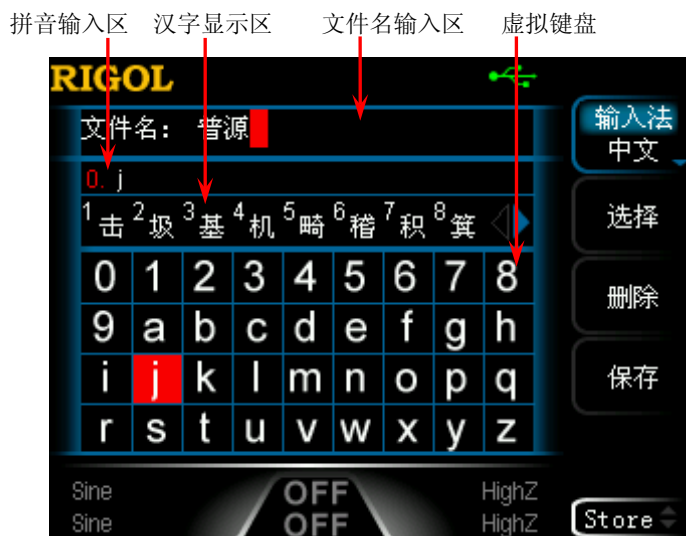 拼音输入区 汉字显示区 文件名输入区 虚拟键盘
RIGOL
文件名： 普源
输入法
中文
0. j
1击 2圾 3基 4机 5畸 6稽 7积 8箕
选择
0 1 2 3 4 5 6 7 8
删除
9 a b c d e f g h
i j k l m n o p q
保存
r s t u v w x y z
Sine OFF HighZ
Sine OFF HighZ
Store